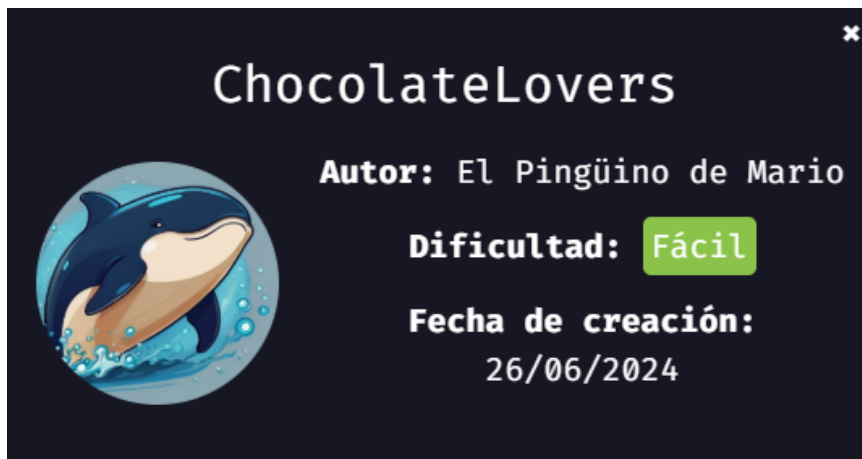 ChocolateLovers
Autor: El Pingüino de Mario
Dificultad: Fácil
Fecha de creación:
26/06/2024